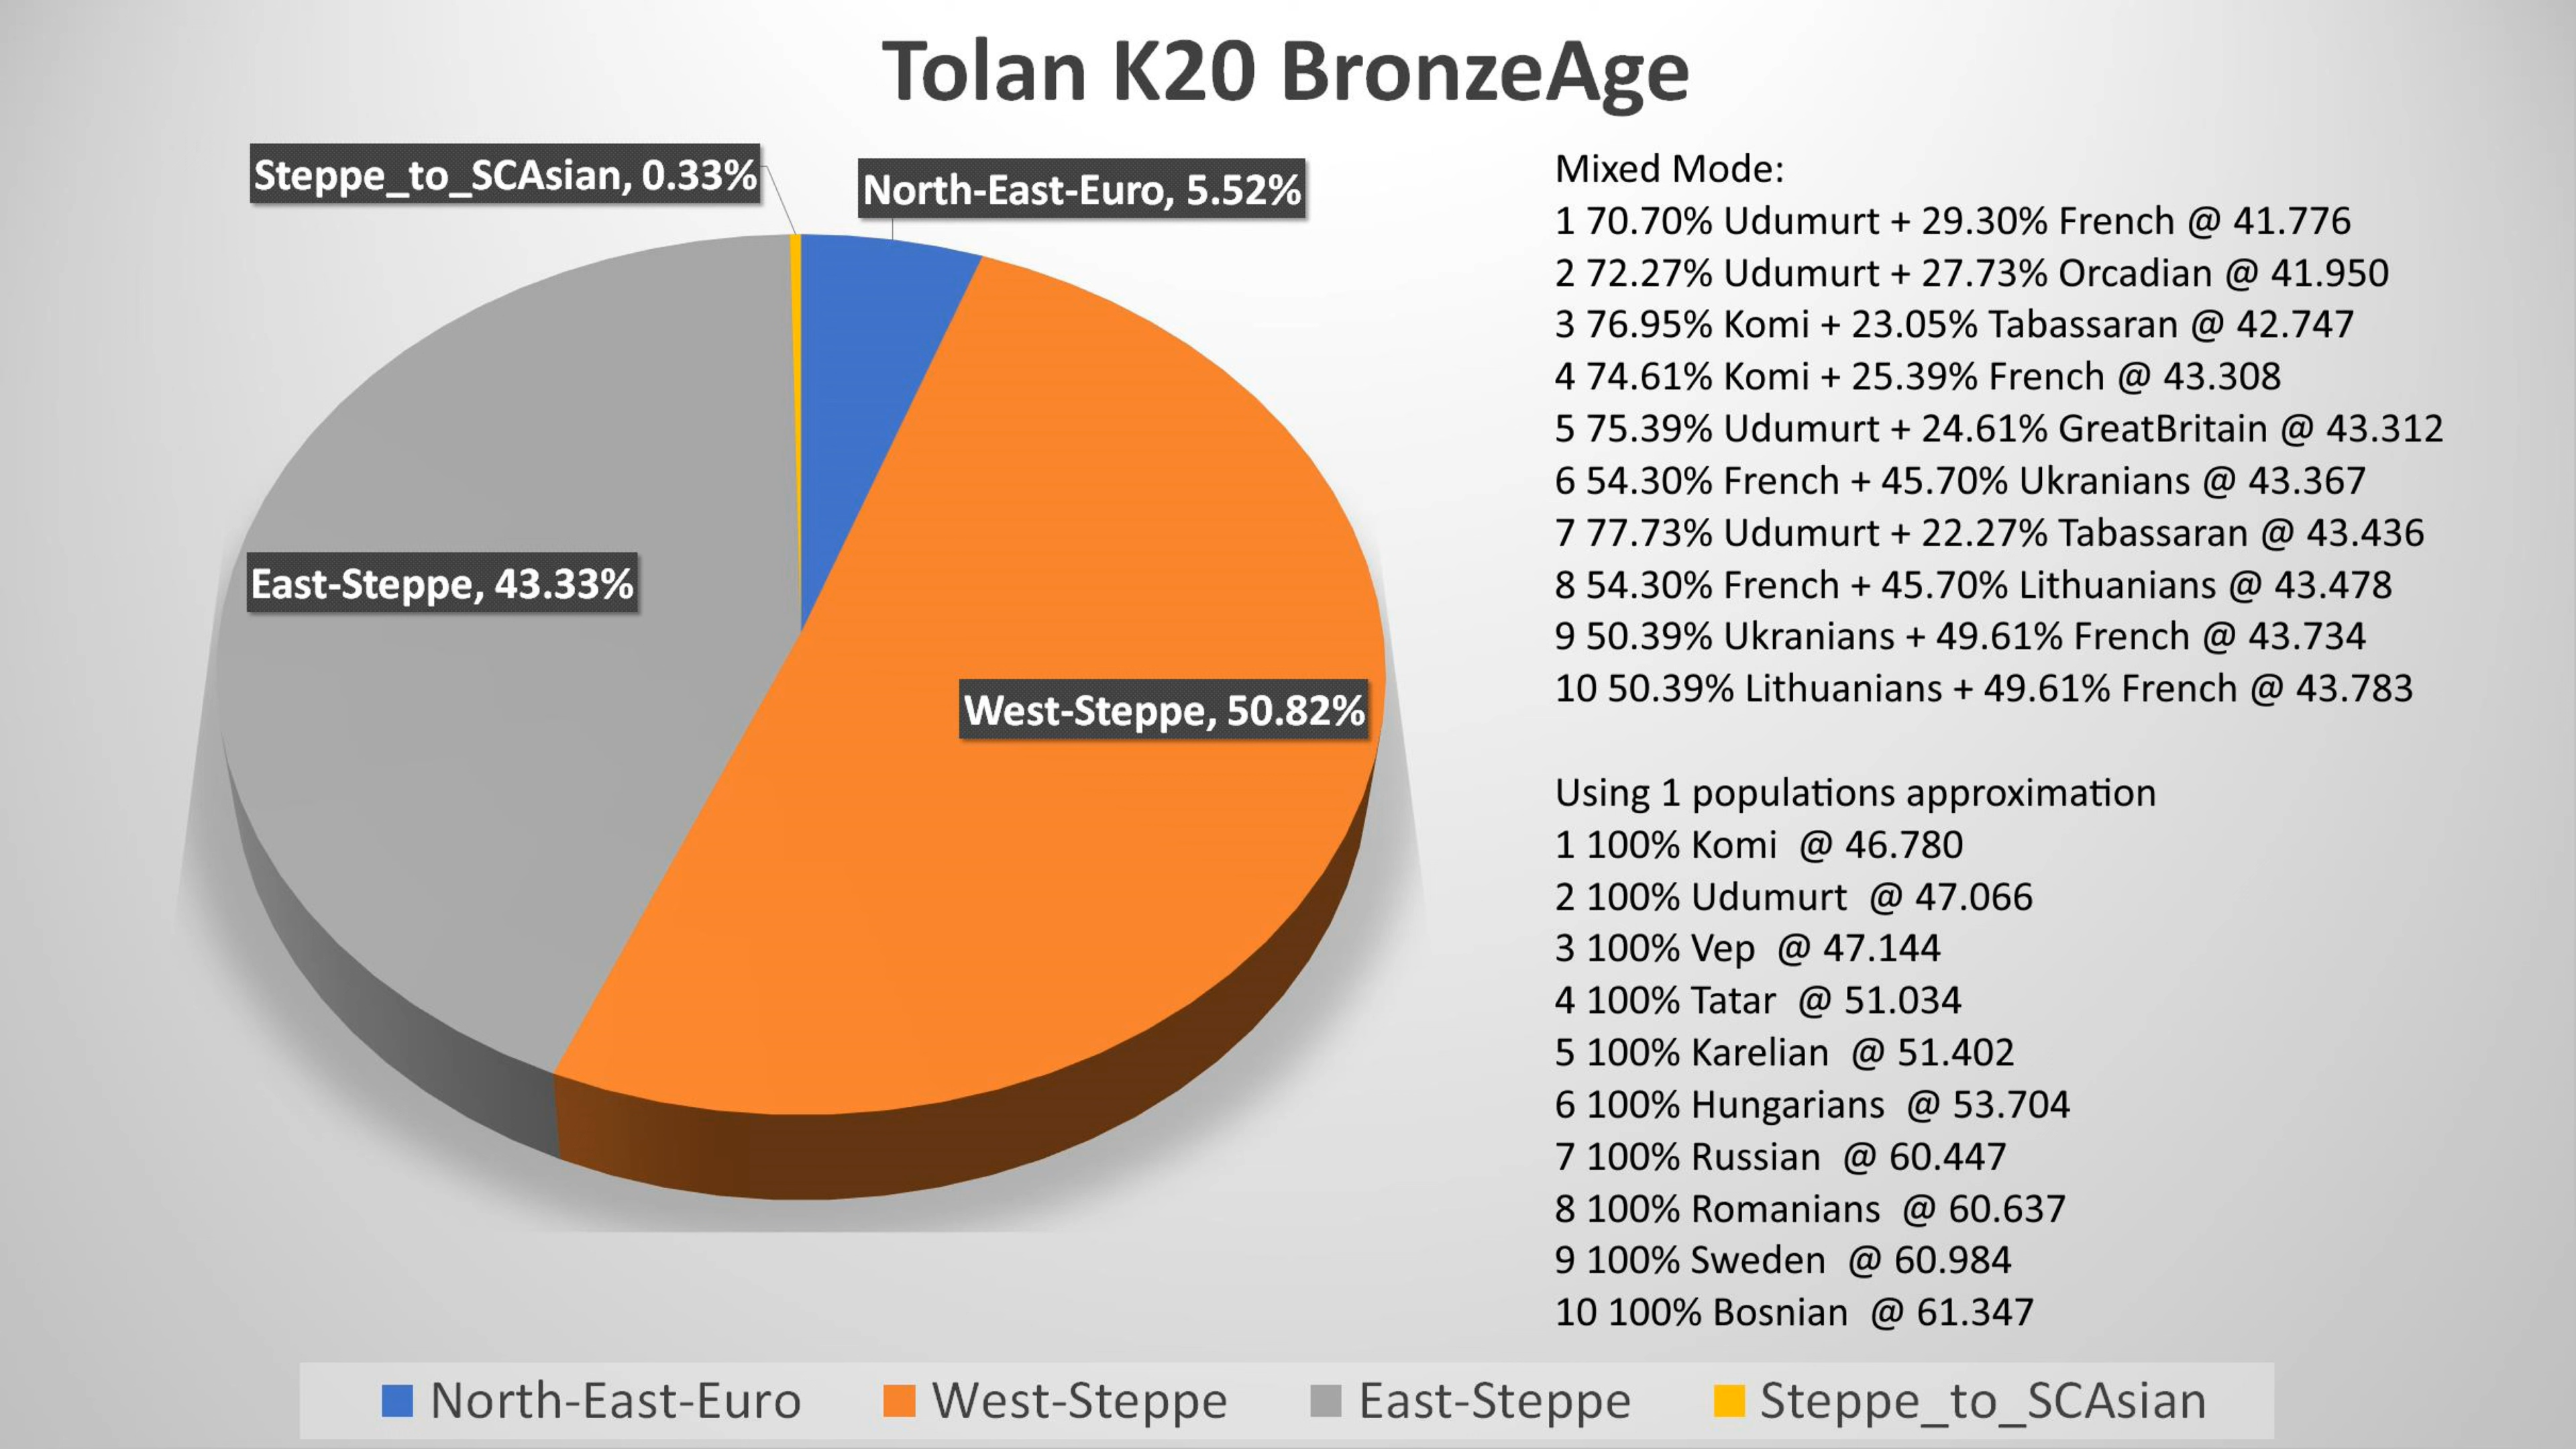 Tolan K20 BronzeAge
Steppe_to_SCAsian, 0.33%
North-East-Euro, 5.52%
East-Steppe, 43.33%
West-Steppe, 50.82%
Mixed Mode:
1 70.70% Udumurt + 29.30% French @ 41.776
2 72.27% Udumurt + 27.73% Orcadian @ 41.950
3 76.95% Komi + 23.05% Tabassaran @ 42.747
4 74.61% Komi + 25.39% French @ 43.308
5 75.39% Udumurt + 24.61% GreatBritain @ 43.312
6 54.30% French + 45.70% Ukranians @ 43.367
7 77.73% Udumurt + 22.27% Tabassaran @ 43.436
8 54.30% French + 45.70% Lithuanians @ 43.478
9 50.39% Ukranians + 49.61% French @ 43.734
10 50.39% Lithuanians + 49.61% French @ 43.783
Using 1 populations approximation
1 100% Komi @ 46.780
2 100% Udumurt @ 47.066
3 100% Vep @ 47.144
4 100% Tatar @ 51.034
5 100% Karelian @ 51.402
6 100% Hungarians @ 53.704
7 100% Russian @ 60.447
8 100% Romanians @ 60.637
9 100% Sweden @ 60.984
10 100% Bosnian @ 61.347
North-East-Euro West-Steppe East-Steppe Steppe_to_SCAsian